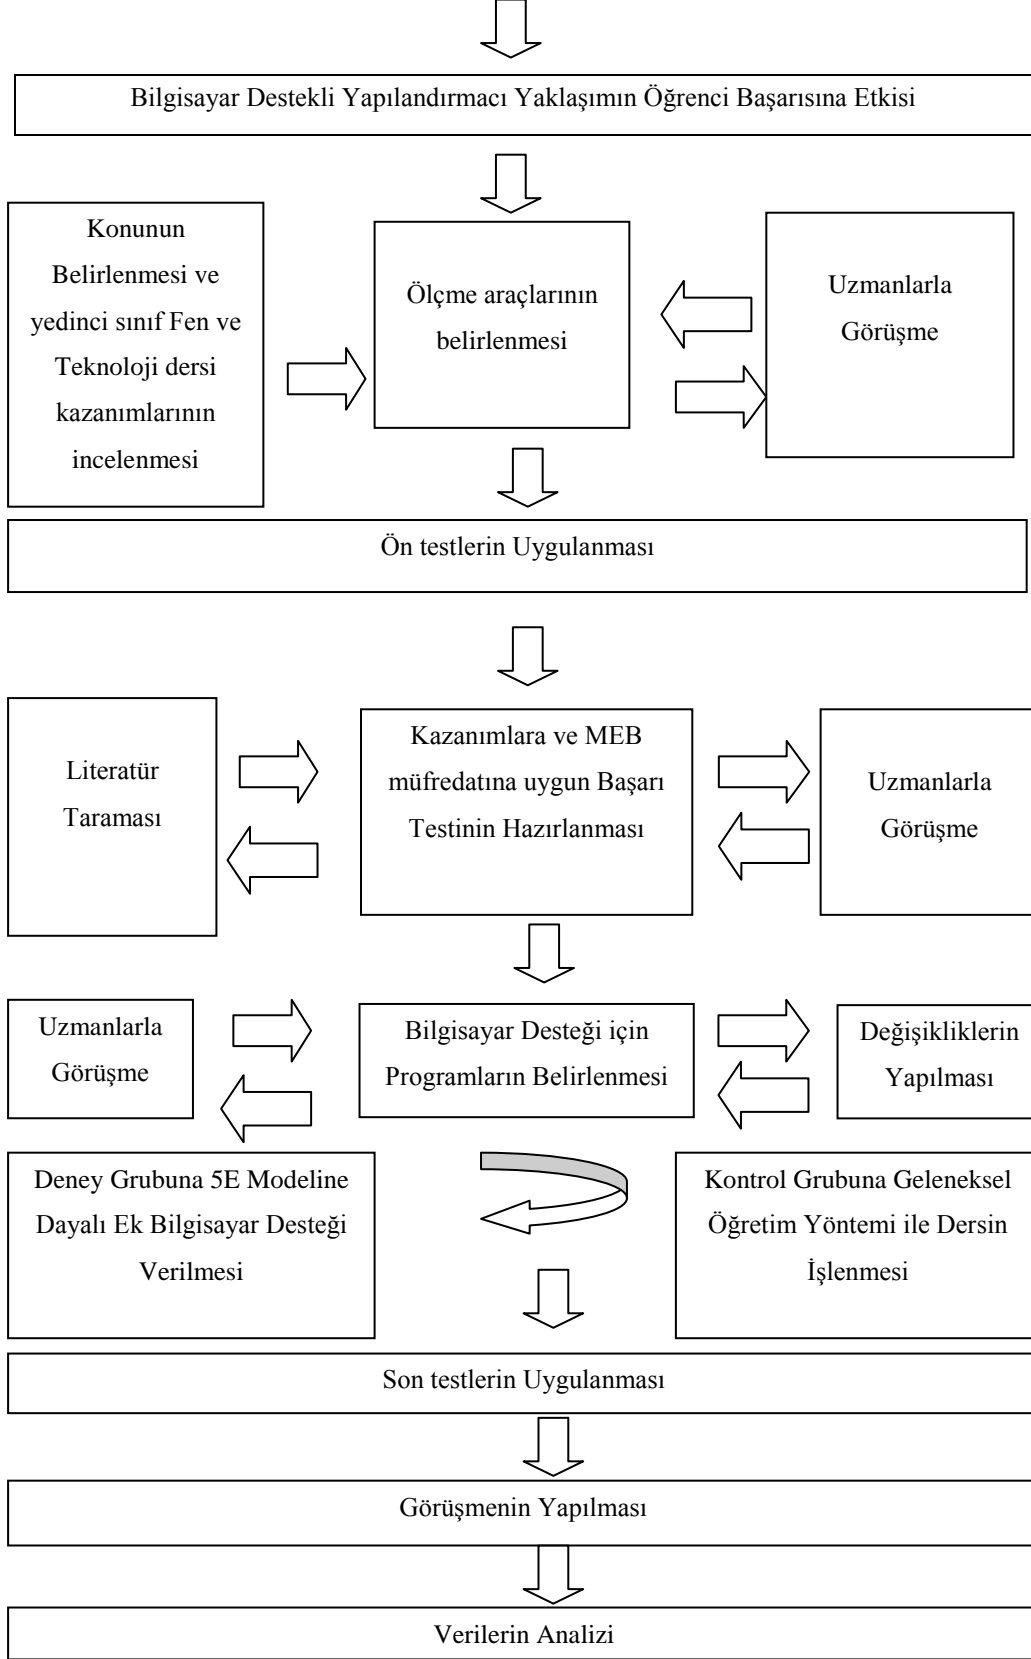 Bilgisayar Destekli Yapılandırmacı Yaklaşımın Öğrenci Başarısına Etkisi
Konunun
Belirlenmesi ve
yedinci sınıf Fen ve
Teknoloji dersi
kazanımlarının
incelenmesi
Ölçme araçlarının
belirlenmesi
Uzmanlarla
Görüşme
Ön testlerin Uygulanması
Literatür
Taraması
Kazanımlara ve MEB
müfredatına uygun Başarı
Testinin Hazırlanması
Uzmanlarla
Görüşme
Uzmanlarla
Görüşme
Bilgisayar Desteği için
Programların Belirlenmesi
Değişikliklerin
Yapılması
Deney Grubuna 5E Modeline
Dayalı Ek Bilgisayar Desteği
Verilmesi
Kontrol Grubuna Geleneksel
Öğretim Yöntemi ile Dersin
İşlenmesi
Son testlerin Uygulanması
Görüşmenin Yapılması
Verilerin Analizi